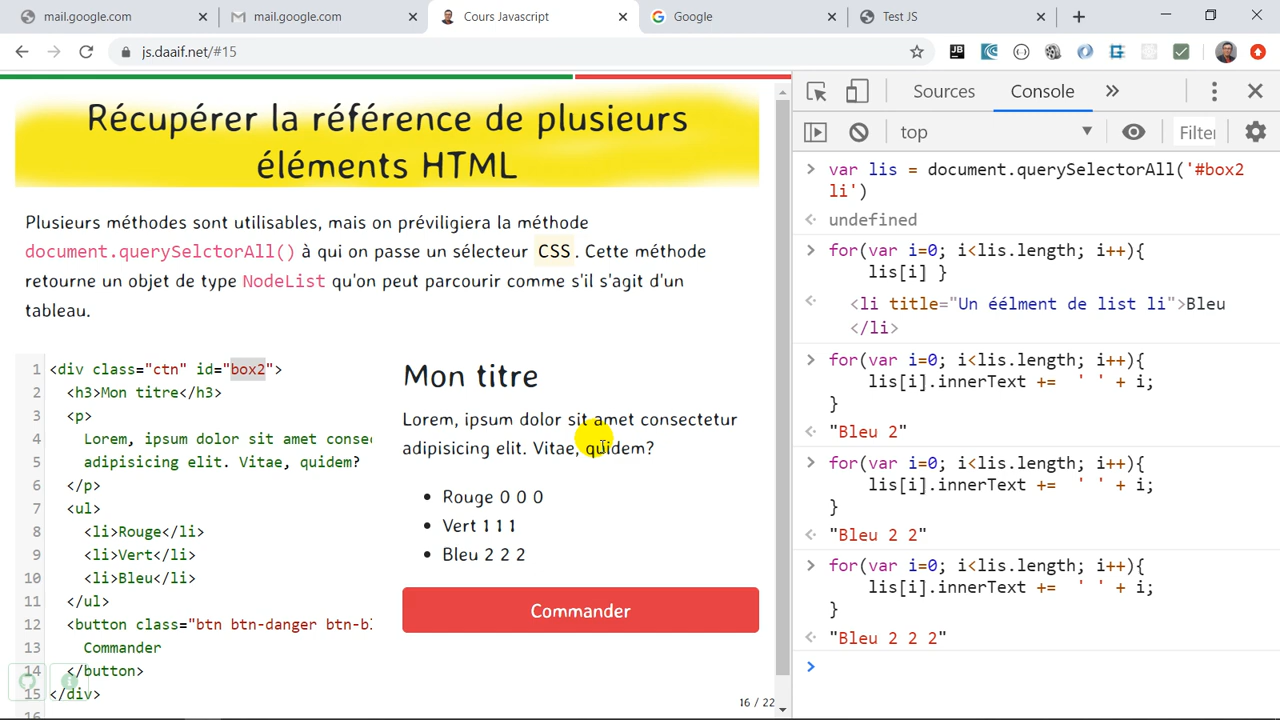 mail.google.com
mail.google.com
Cours Javascript
Google
Test JS
js.daaif.net/#15
Récupérer la référence de plusieurs
éléments HTML
Plusieurs méthodes sont utilisables, mais on préviligiera la méthode
document.querySelctorAll() à qui on passe un sélecteur CSS. Cette méthode
retourne un objet de type NodeList qu'on peut parcourir comme s'il s'agit d'un
tableau.
1 <div class="ctn" id="box2">
2 <h3>Mon titre</h3>
3 <p>
4 Lorem, ipsum dolor sit amet consec
5 adipisicing elit. Vitae, quidem?
6 </p>
7 <ul>
8 <li>Rouge</li>
9 <li>Vert</li>
10 <li>Bleu</li>
11 </ul>
12 <button class="btn btn-danger btn-bl
13 Commander
14 </button>
15 </div>
16
Mon titre
Lorem, ipsum dolor sit amet consectetur
adipisicing elit. Vitae, quidem?
• Rouge 0 0 0
• Vert 1 1 1
• Bleu 2 2 2
Commander
16 / 22
Sources
Console
top
Filter
var lis = document.querySelectorAll('#box2
li')
undefined
for(var i=0; i<lis.length; i++){
lis[i] }
<li title="Un éélment de list li">Bleu
</li>
for(var i=0; i<lis.length; i++){
lis[i].innerText += ' ' + i;
}
"Bleu 2"
for(var i=0; i<lis.length; i++){
lis[i].innerText += ' ' + i;
}
"Bleu 2 2"
for(var i=0; i<lis.length; i++){
lis[i].innerText += ' ' + i;
}
"Bleu 2 2 2"